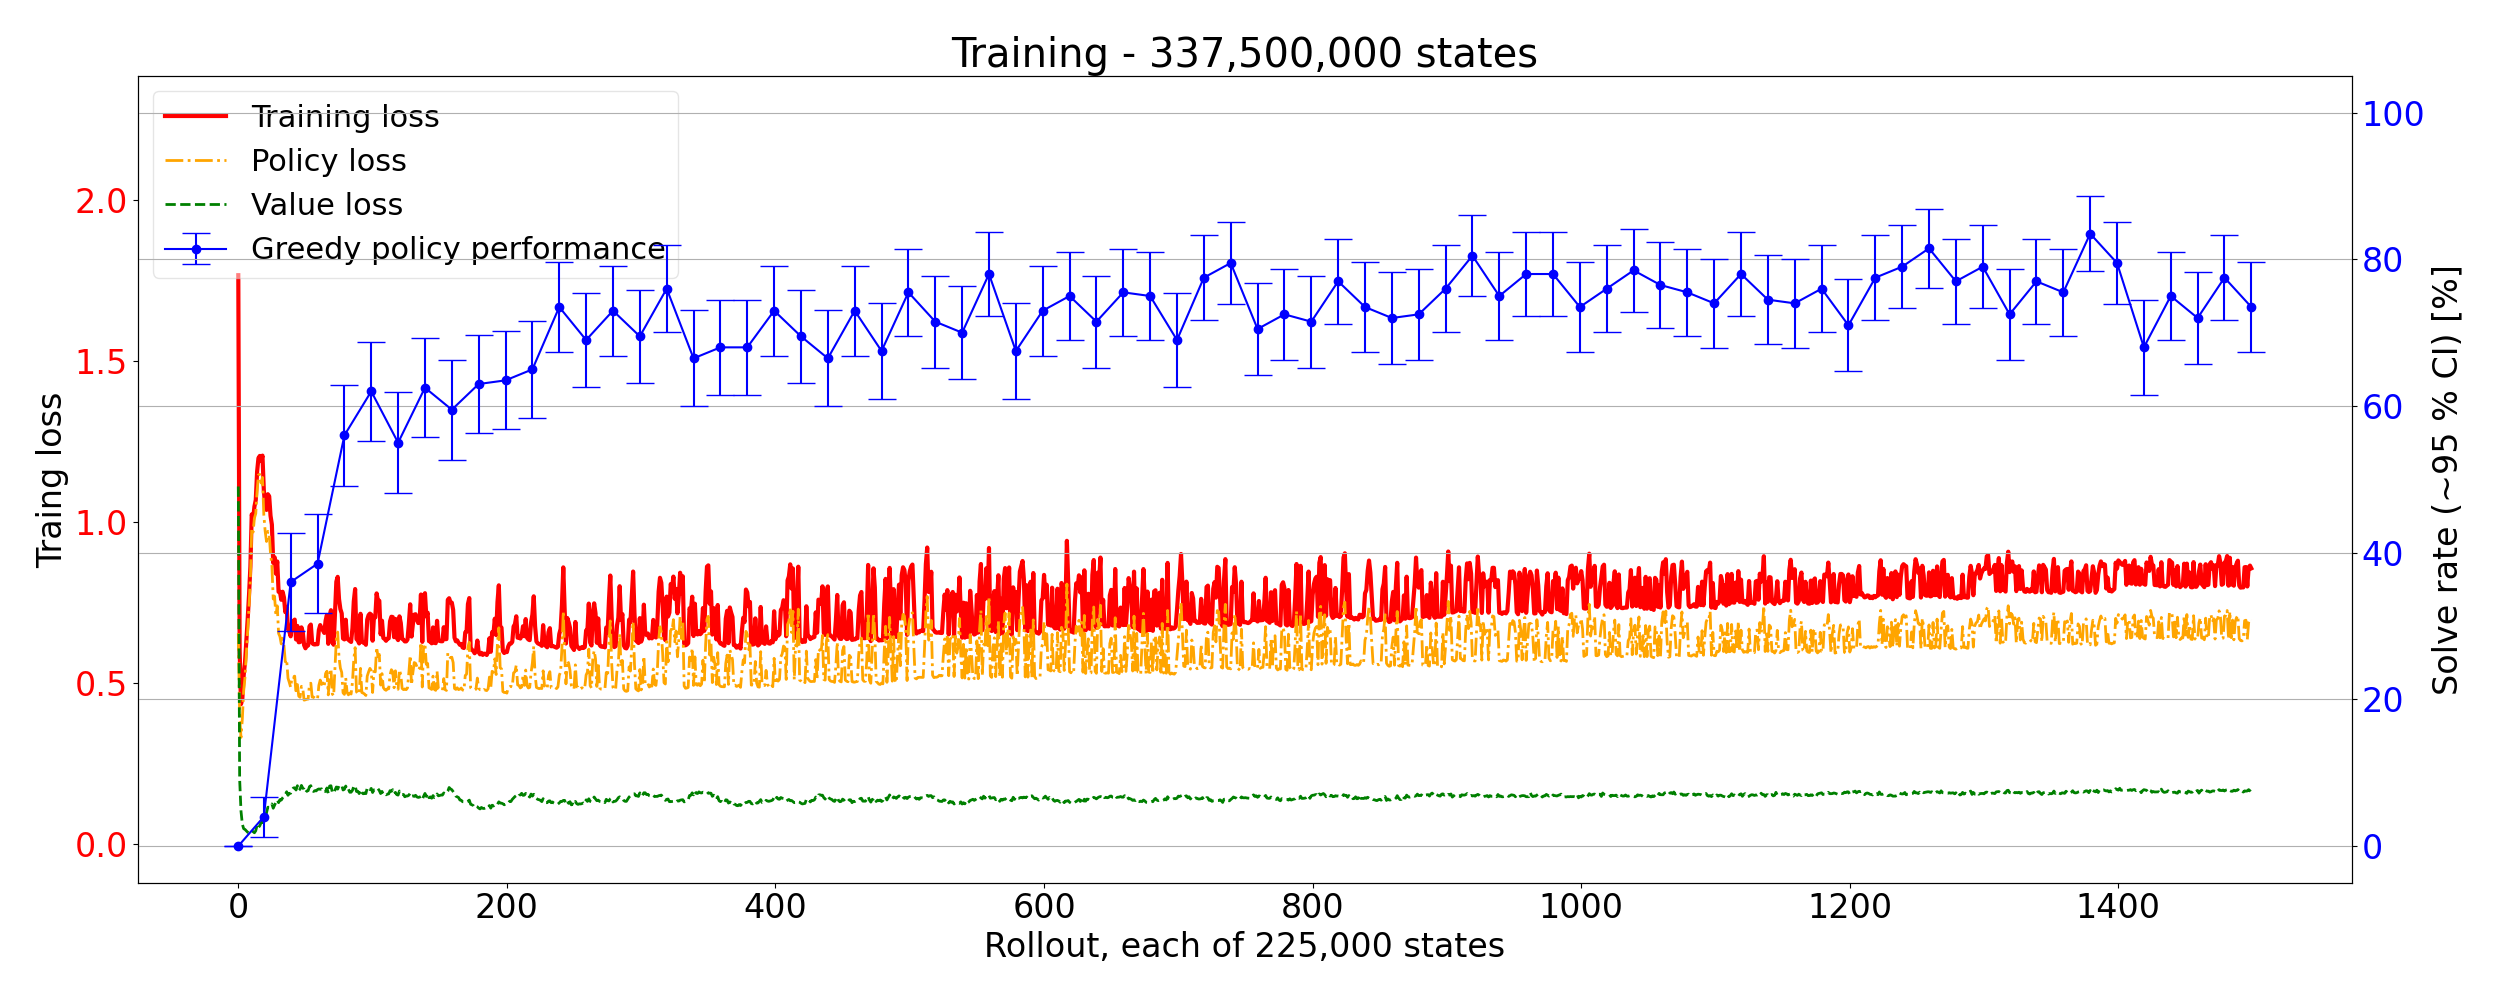 Training - 337,500,000 states
Training loss
Policy loss
Value loss
Greedy policy performance
Traing loss
2.0
1.5
1.0
0.5
0.0
100
80
60
40
20
0
Solve rate (~95 % CI) [%]
0 200 400 600 800 1000 1200 1400
Rollout, each of 225,000 states